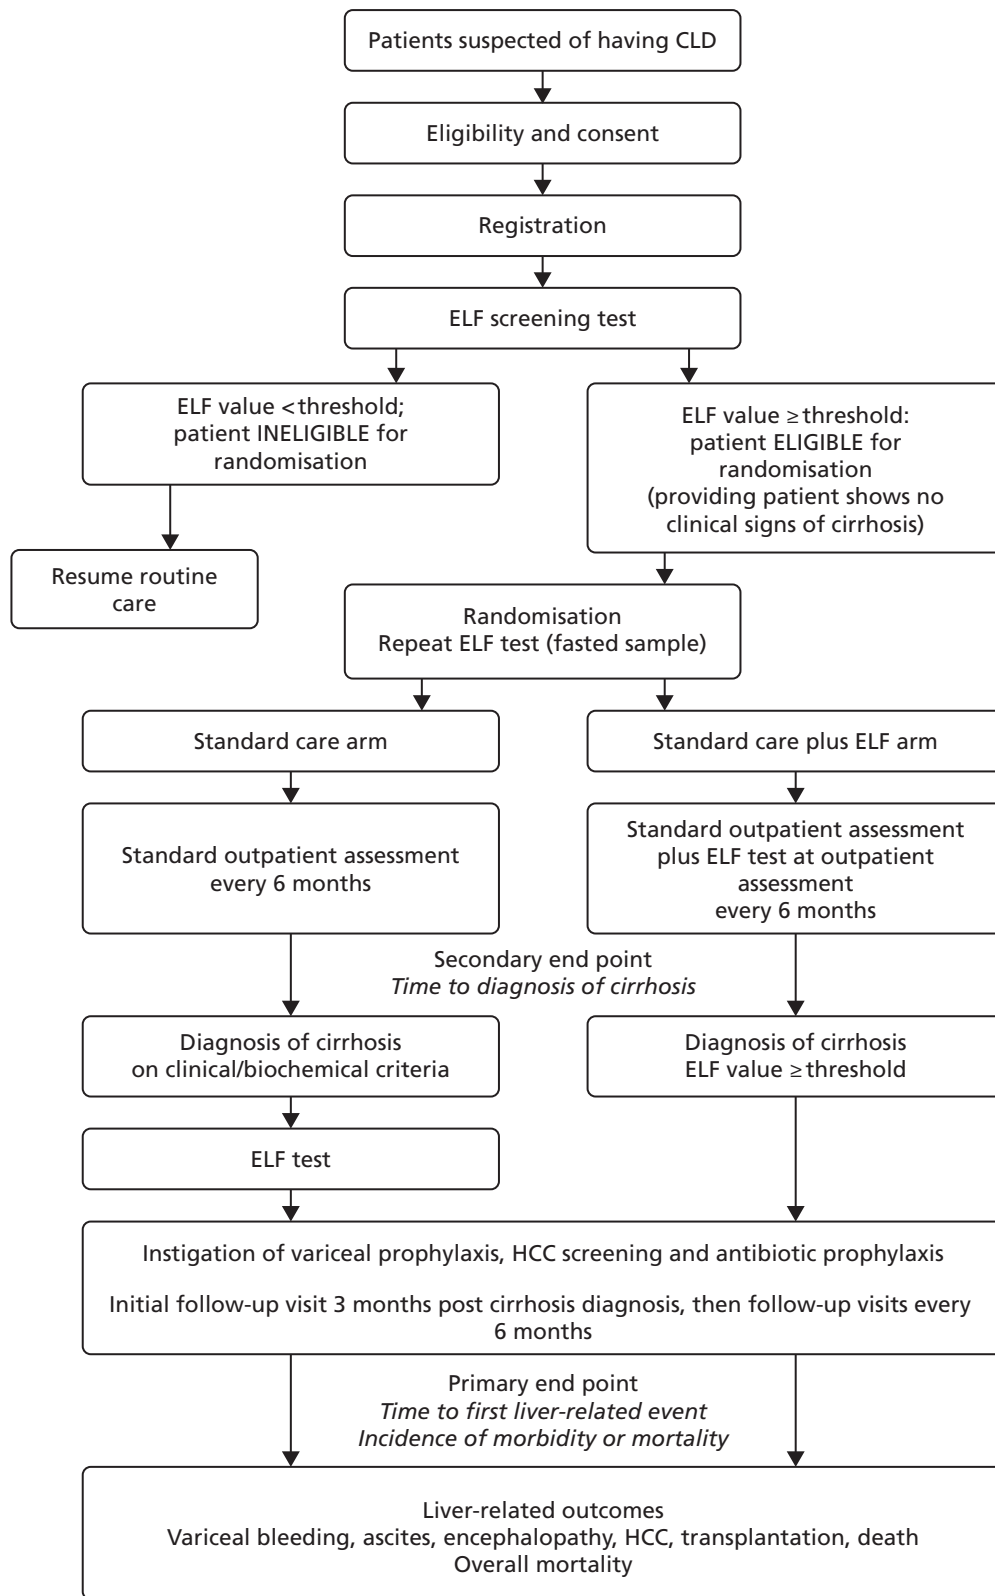 Patients suspected of having CLD
Eligibility and consent
Registration
ELF screening test
ELF value < threshold;
patient INELIGIBLE for
randomisation
ELF value ≥ threshold:
patient ELIGIBLE for
randomisation
(providing patient shows no
clinical signs of cirrhosis)
Resume routine
care
Randomisation
Repeat ELF test (fasted sample)
Standard care arm
Standard care plus ELF arm
Standard outpatient assessment
every 6 months
Standard outpatient assessment
plus ELF test at outpatient
assessment
every 6 months
Secondary end point
Time to diagnosis of cirrhosis
Diagnosis of cirrhosis
on clinical/biochemical criteria
Diagnosis of cirrhosis
ELF value ≥ threshold
ELF test
Instigation of variceal prophylaxis, HCC screening and antibiotic prophylaxis
Initial follow-up visit 3 months post cirrhosis diagnosis, then follow-up visits every
6 months
Primary end point
Time to first liver-related event
Incidence of morbidity or mortality
Liver-related outcomes
Variceal bleeding, ascites, encephalopathy, HCC, transplantation, death
Overall mortality